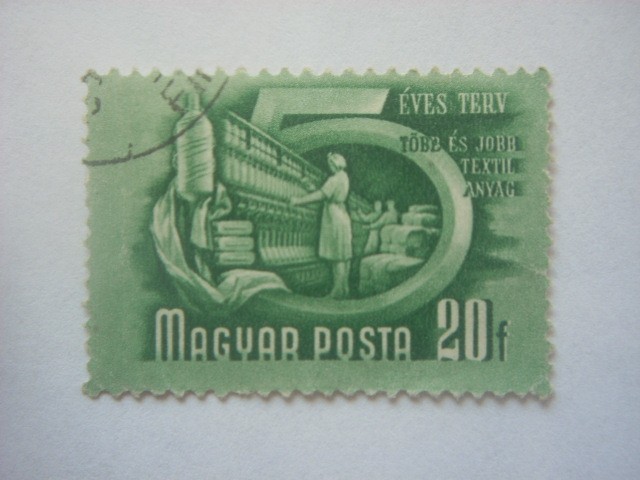 5 ÉVES TERV
TÖBB ÉS JOBB
TEXTIL
ANYAG
MAGYAR POSTA 20f